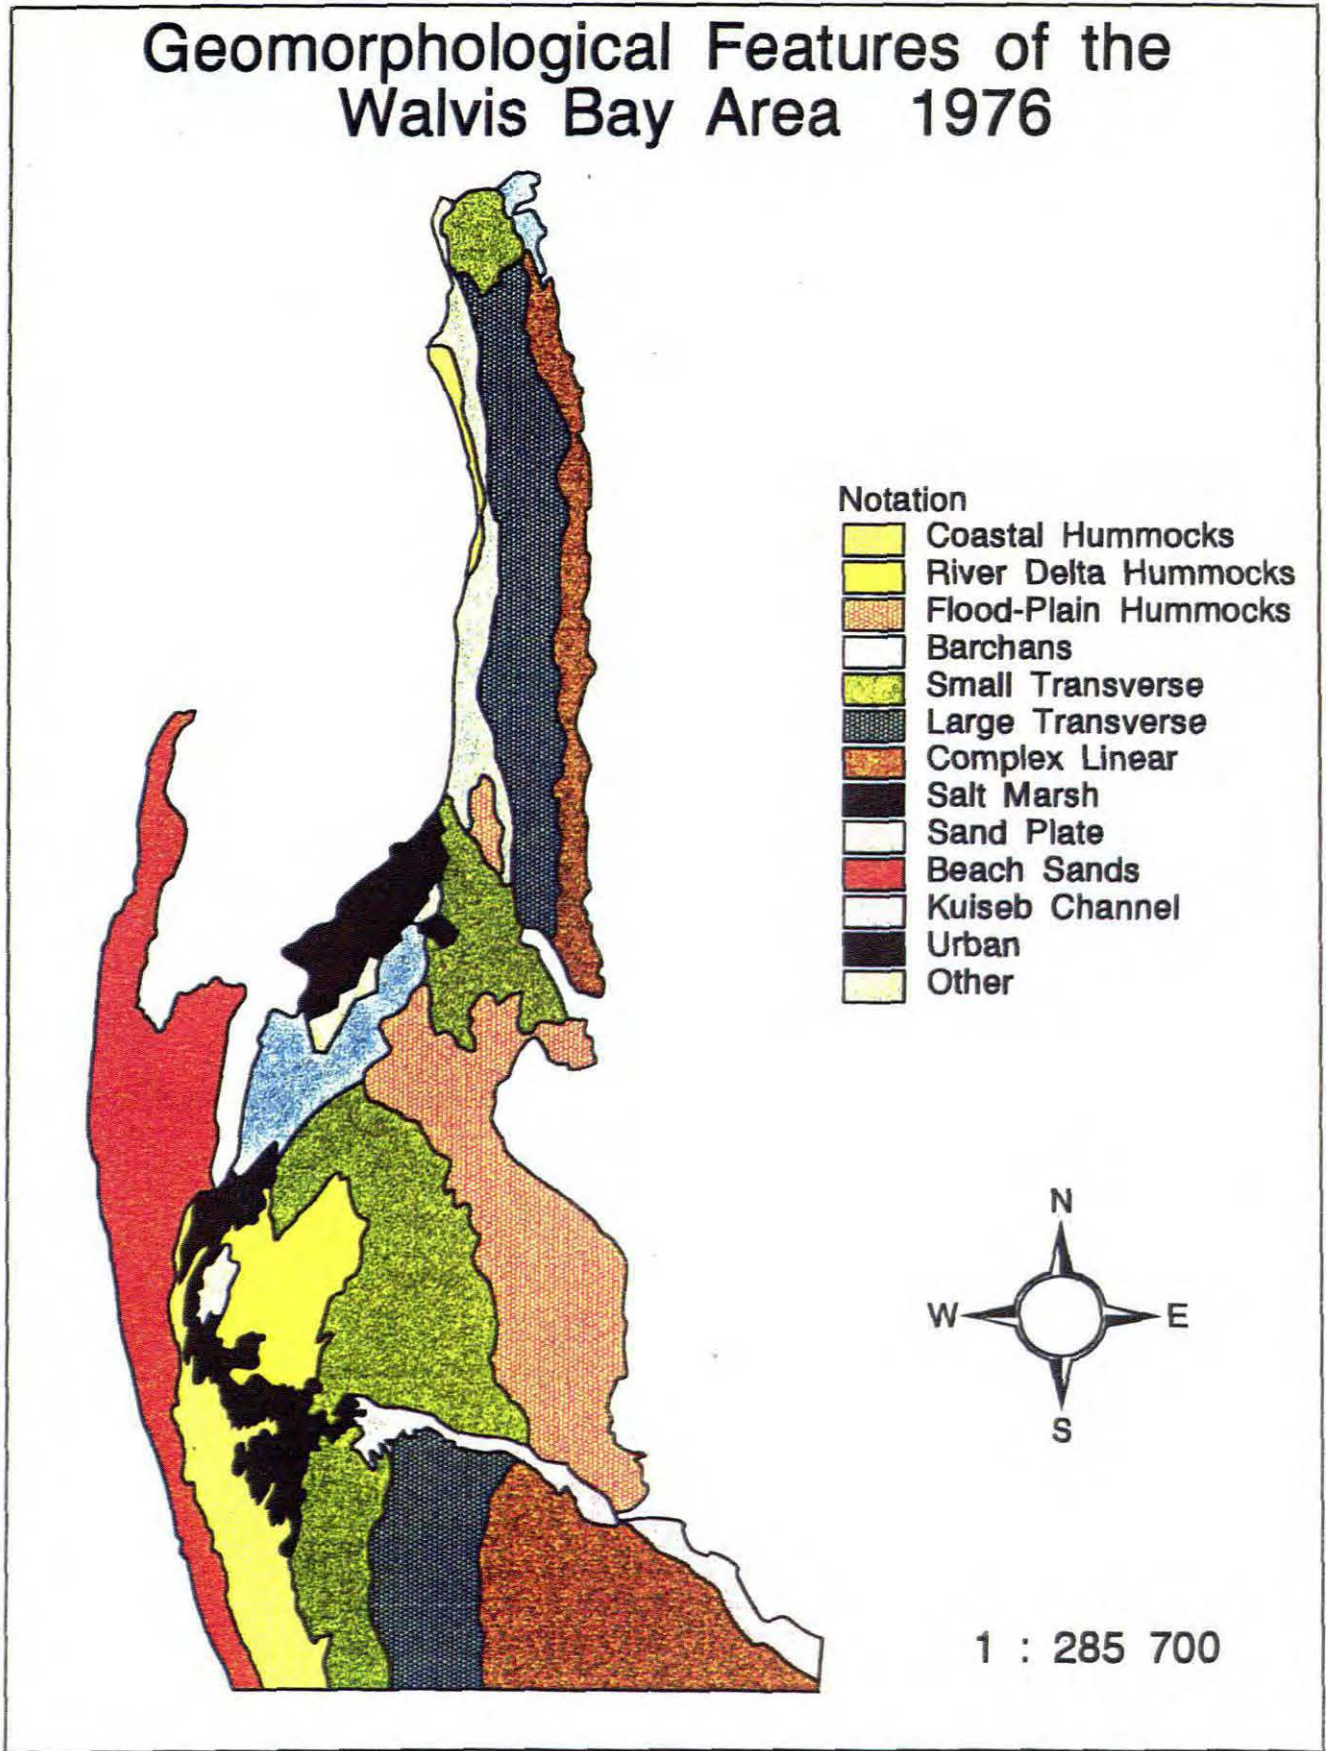 Geomorphological Features of the
Walvis Bay Area 1976
Notation
Coastal Hummocks
River Delta Hummocks
Flood-Plain Hummocks
Barchans
Small Transverse
Large Transverse
Complex Linear
Salt Marsh
Sand Plate
Beach Sands
Kuiseb Channel
Urban
Other
N
W E
S
1 : 285 700